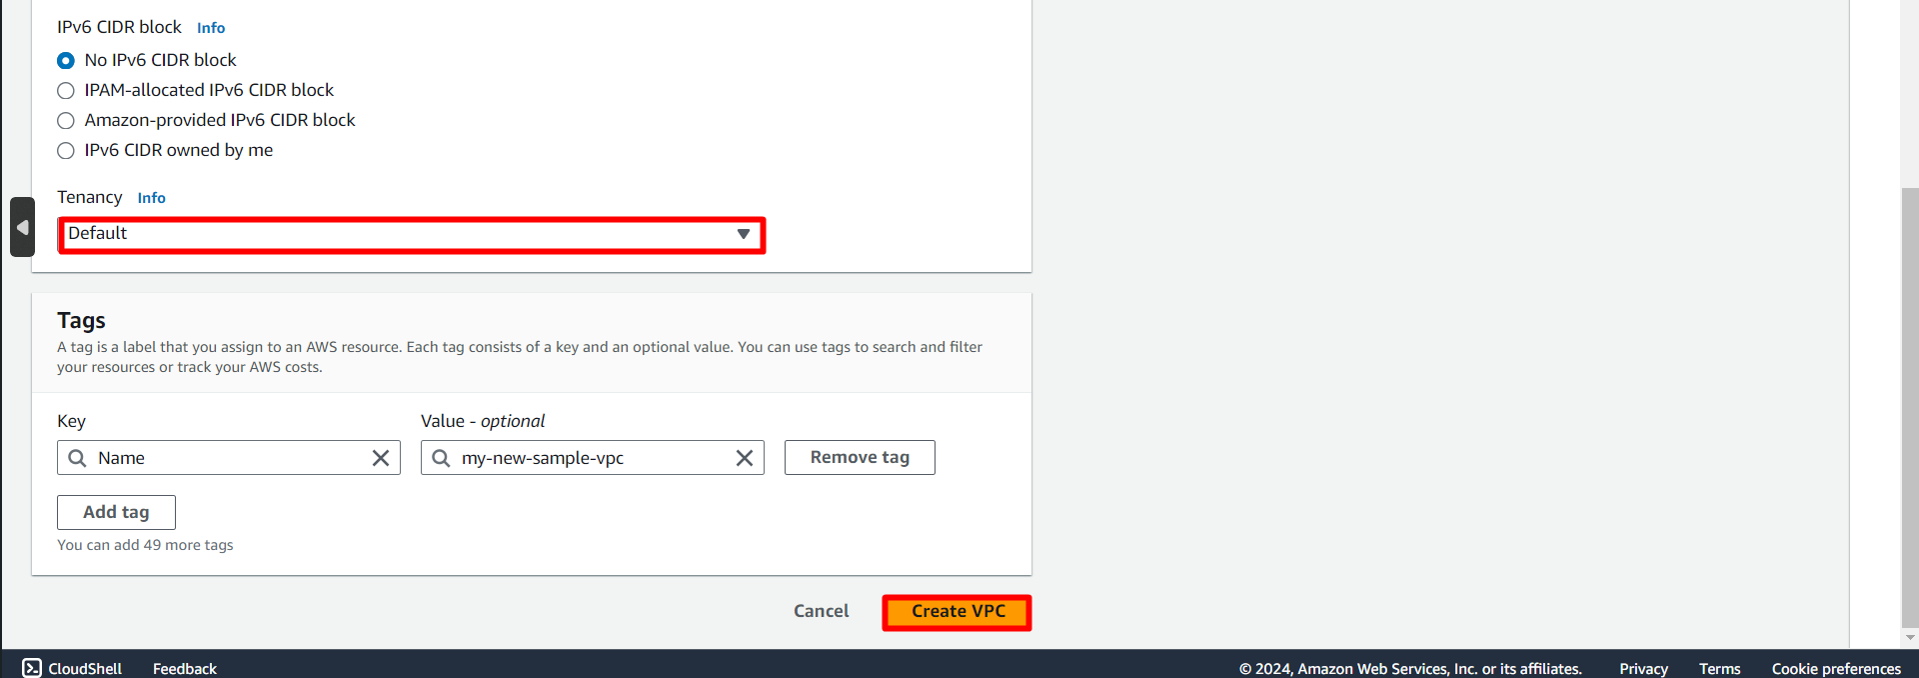 IPv6 CIDR block Info
No IPv6 CIDR block
IPAM-allocated IPv6 CIDR block
Amazon-provided IPv6 CIDR block
IPv6 CIDR owned by me
Tenancy Info
Default
Tags
A tag is a label that you assign to an AWS resource. Each tag consists of a key and an optional value. You can use tags to search and filter
your resources or track your AWS costs.
Key Value - optional
Name my-new-sample-vpc Remove tag
Add tag
You can add 49 more tags
Cancel Create VPC
CloudShell Feedback © 2024, Amazon Web Services, Inc. or its affiliates. Privacy Terms Cookie preferences